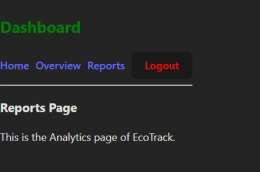 Dashboard
Home Overview Reports Logout
Reports Page
This is the Analytics page of EcoTrack.